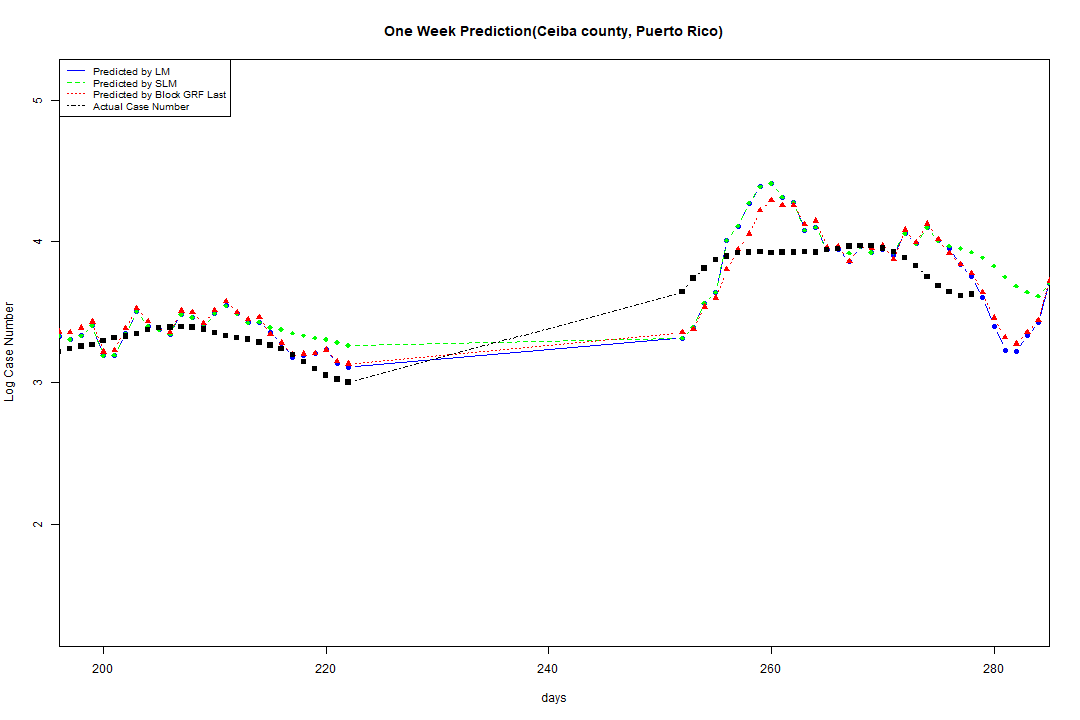 One Week Prediction(Ceiba county, Puerto Rico)
Predicted by LM
Predicted by SLM
Predicted by Block GRF Last
Actual Case Number
5
4
3
2
Log Case Number
200 220 240 260 280
days